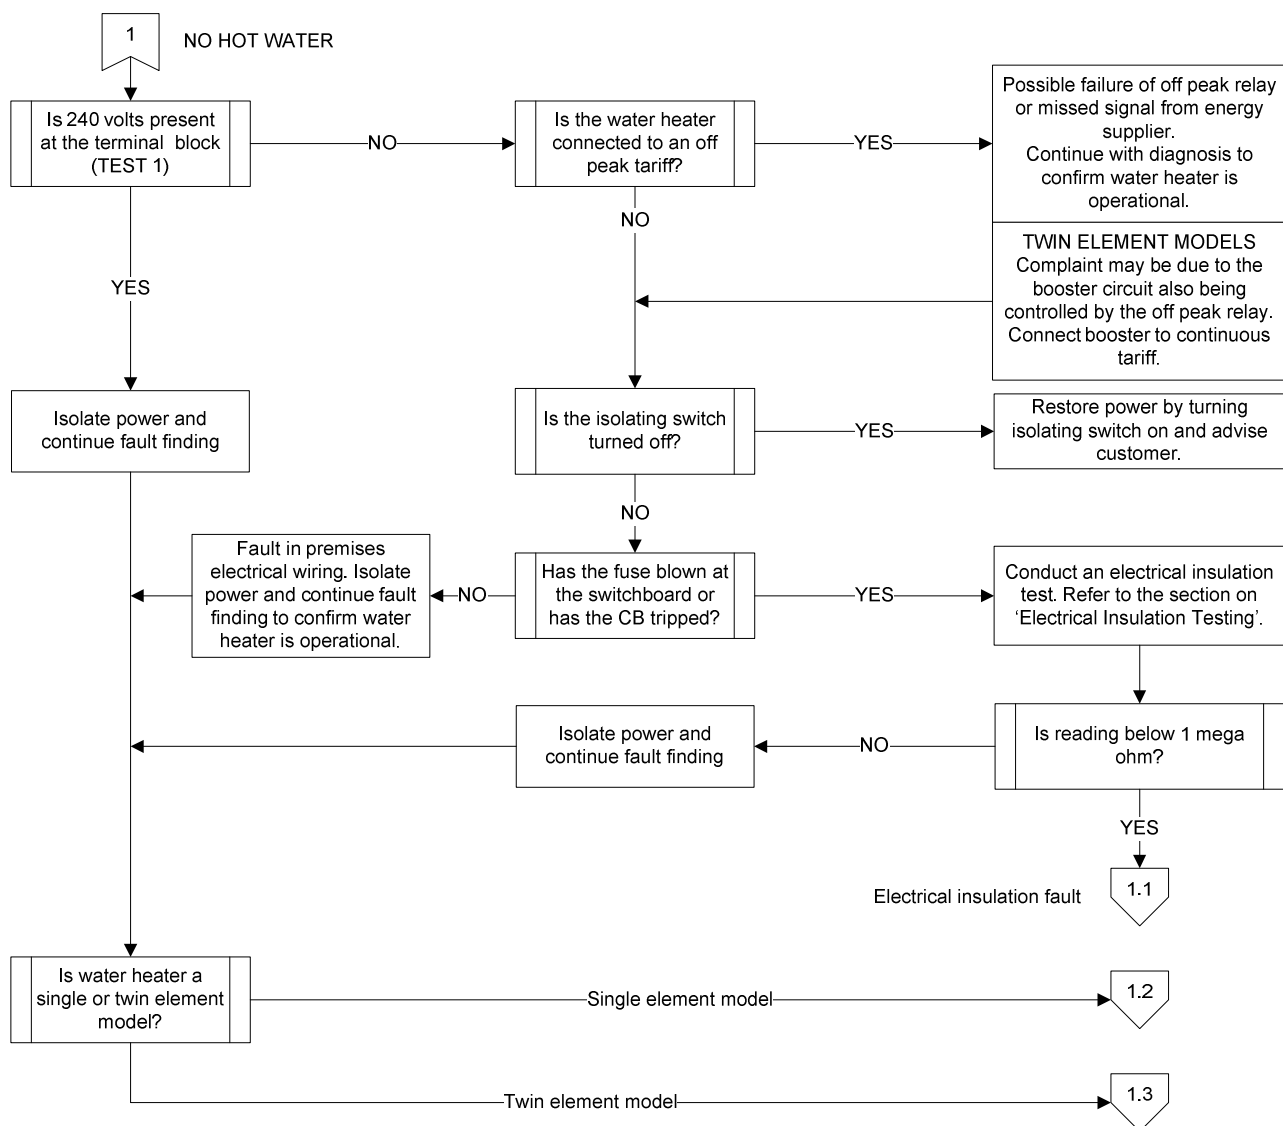 1
NO HOT WATER
Is 240 volts present
at the terminal block
(TEST 1)
NO
Is the water heater
connected to an off
peak tariff?
YES
Possible failure of off peak relay
or missed signal from energy
supplier.
Continue with diagnosis to
confirm water heater is
operational.
NO
TWIN ELEMENT MODELS
Complaint may be due to the
booster circuit also being
controlled by the off peak relay.
Connect booster to continuous
tariff.
YES
Isolate power and
continue fault finding
Is the isolating switch
turned off?
YES
Restore power by turning
isolating switch on and advise
customer.
NO
Fault in premises
electrical wiring. Isolate
power and continue fault
finding to confirm water
heater is operational.
NO
Has the fuse blown at
the switchboard or
has the CB tripped?
YES
Conduct an electrical insulation
test. Refer to the section on
‘Electrical Insulation Testing’.
Isolate power and
continue fault finding
NO
Is reading below 1 mega
ohm?
YES
Electrical insulation fault
1.1
Is water heater a
single or twin element
model?
Single element model
1.2
Twin element model
1.3